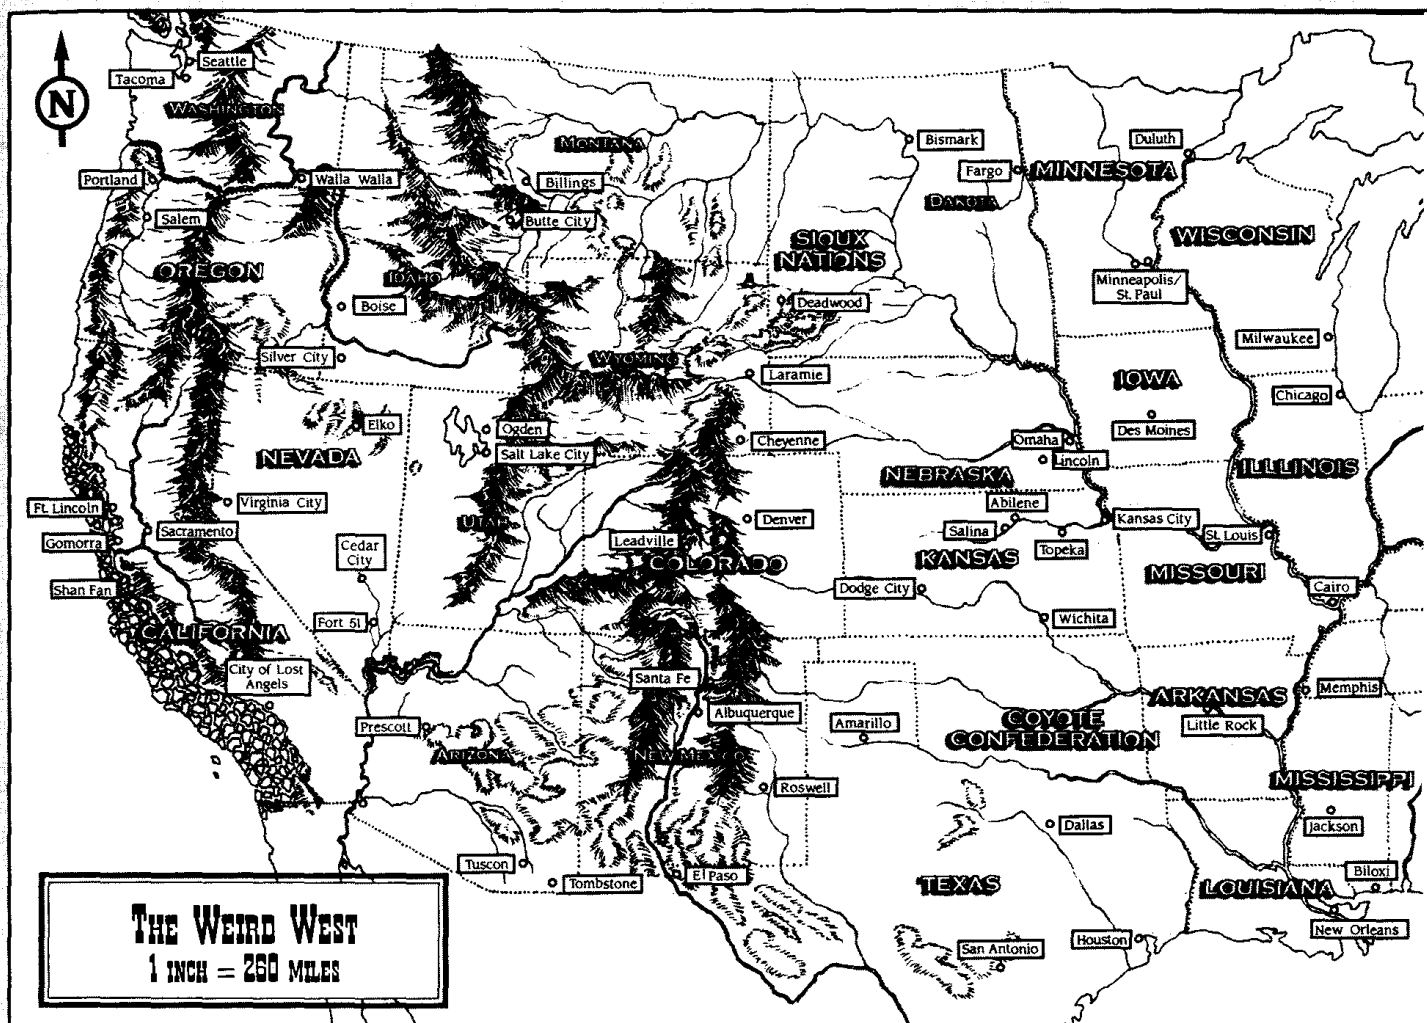 N
Seattle
Tacoma
WASHINGTON
MONTANA
Bismark
Duluth
Fargo
MINNESOTA
Portland
Walla Walla
Billings
DAKOTA
Salem
Butte City
WISCONSIN
SIOUX
NATIONS
OREGON
IDAHO
Minneapolis/
St. Paul
Boise
Deadwood
Milwaukee
Silver City
WYOMING
Laramie
IOWA
Chicago
Elko
Ogden
Cheyenne
Omaha
Des Moines
Salt Lake City
Lincoln
NEVADA
NEBRASKA
ILLLINOIS
Ft. Lincoln
Virginia City
Abilene
Sacramento
UTAH
Denver
Salina
Kansas City
Gomorra
Cedar
City
Leadville
COLORADO
Topeka
St. Louis
KANSAS
MISSOURI
Shan Fan
Dodge City
Cairo
CALIFORNIA
Fort 51
Wichita
City of Lost
Angels
Santa Fe
ARKANSAS
Memphis
Prescott
Albuquerque
Amarillo
COYOTE
CONFEDERATION
Little Rock
ARIZONA
NEW MEXICO
Roswell
MISSISSIPPI
Dallas
Jackson
Tuscon
Tombstone
El Paso
TEXAS
LOUISIANA
Biloxi
THE WEIRD WEST
1 INCH = 260 MILES
San Antonio
Houston
New Orleans